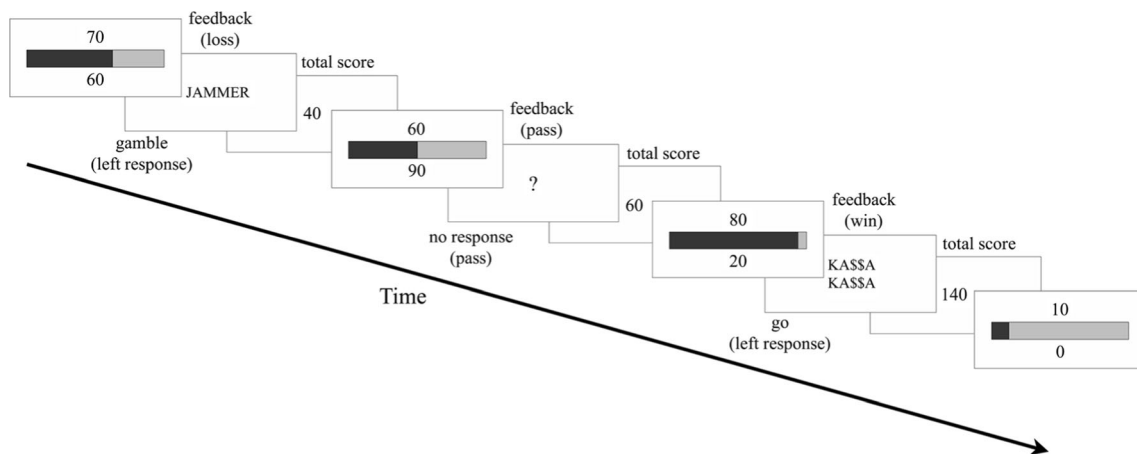 70
60
feedback
(loss)
JAMMER
gamble
(left response)
total score
40
60
90
feedback
(pass)
?
no response
(pass)
total score
60
80
20
feedback
(win)
KA$$A
KA$$A
go
(left response)
total score
140
10
0
Time